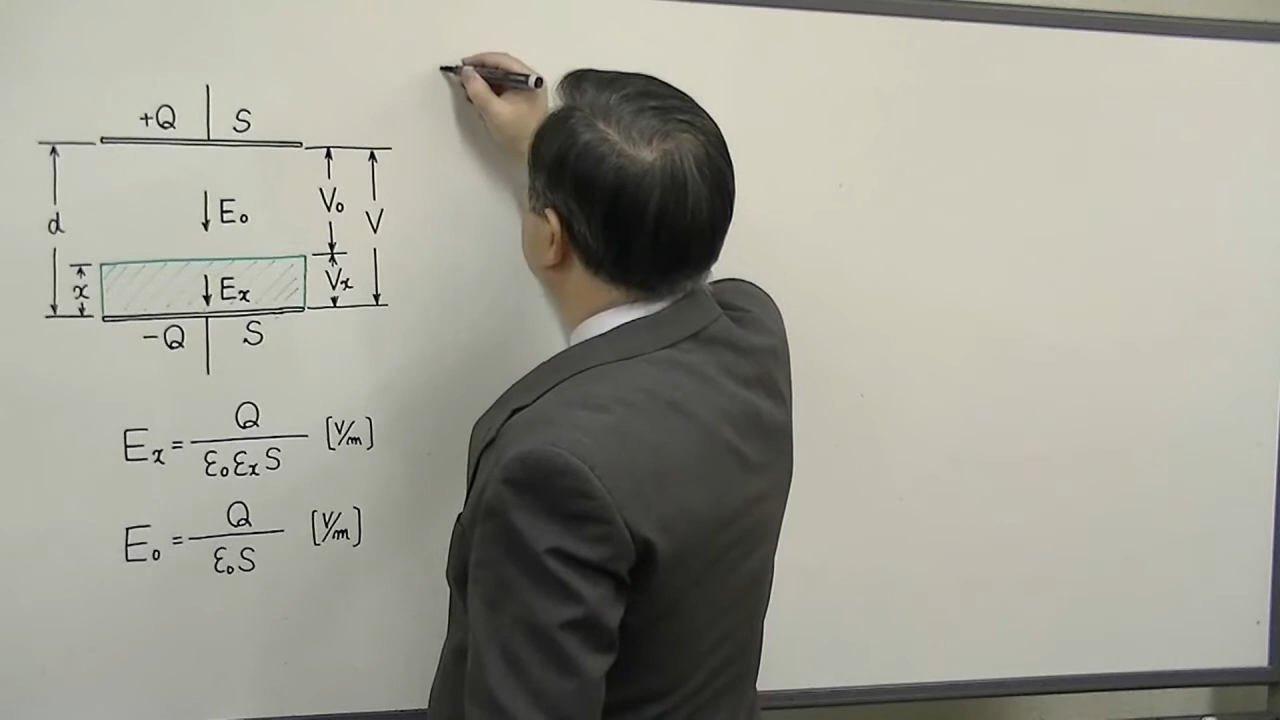 +Q S
d
E₀
V₀
V
x
Eₓ
Vₓ
−Q S
Eₓ = Q / ε₀εₓS [V/m]
E₀ = Q / ε₀S [V/m]